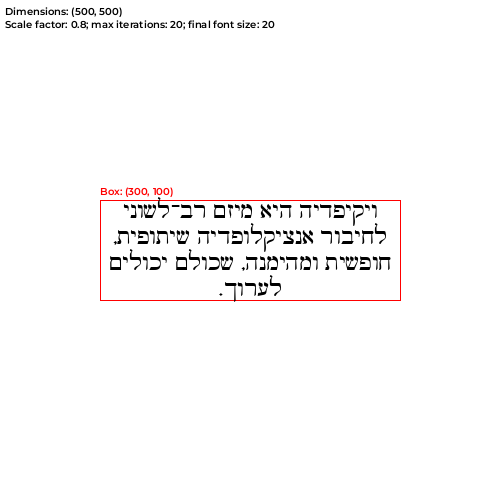 Dimensions: (500, 500)
Scale factor: 0.8; max iterations: 20; final font size: 20
Box: (300, 100)
ויקיפדיה היא מיזם רב־לשוני
לחיבור אנציקלופדיה שיתופית,
חופשית ומהימנה, שכולם יכולים
לערוך.